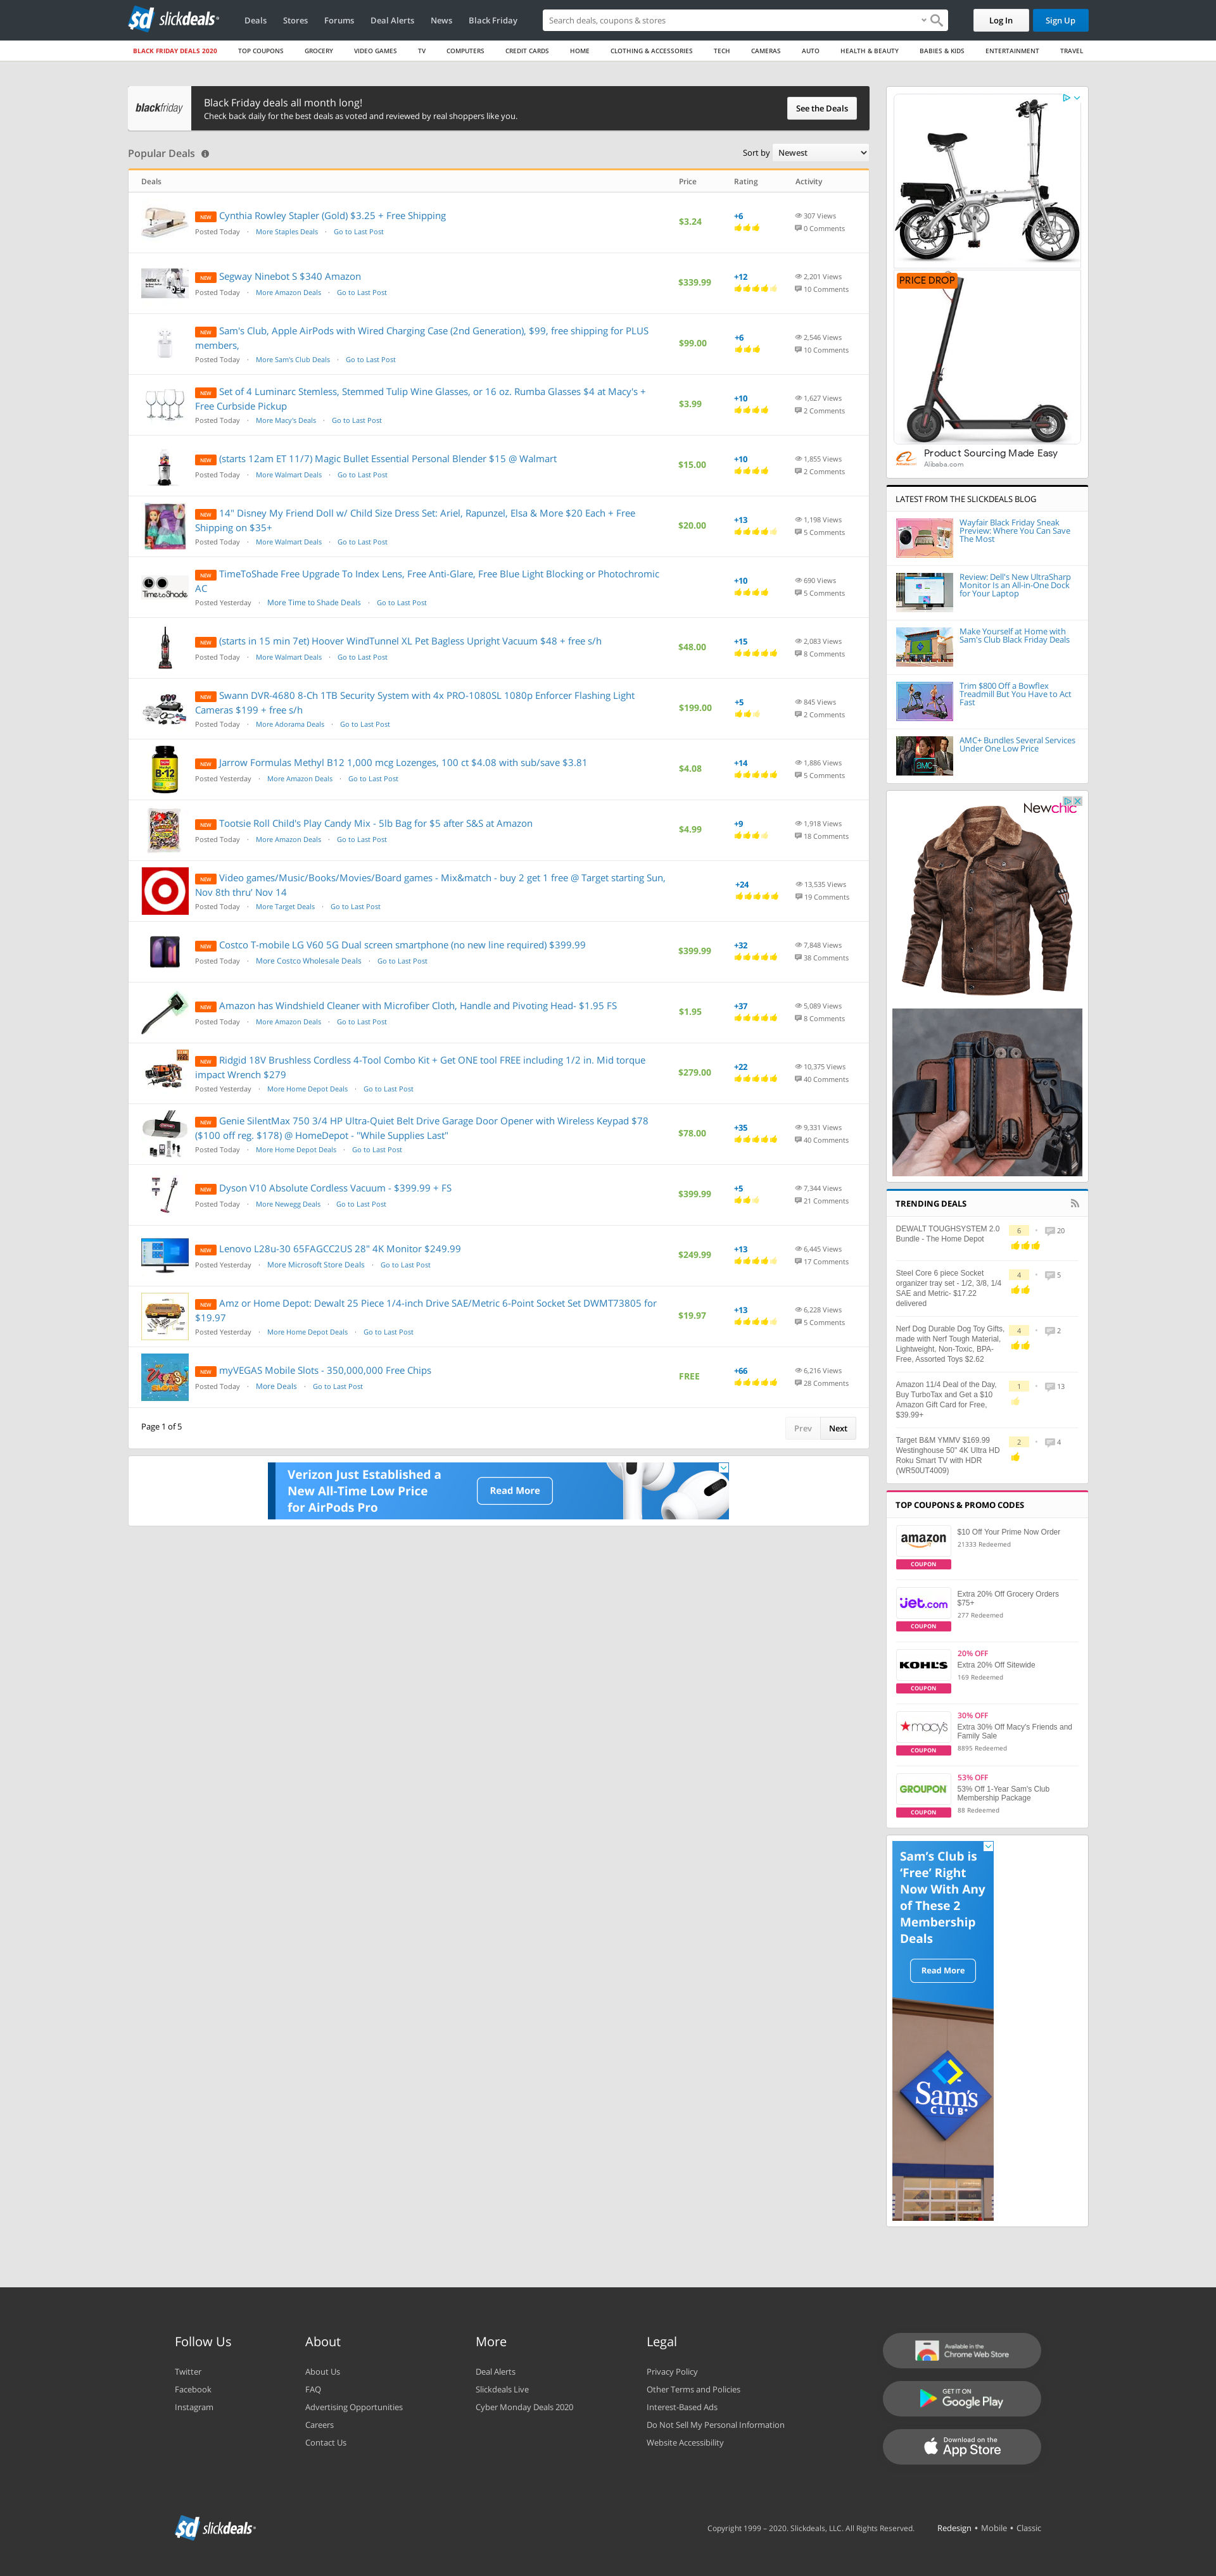 sd slickdeals
Deals Stores Forums Deal Alerts News Black Friday
Search deals, coupons & stores
Log In
Sign Up
BLACK FRIDAY DEALS 2020 TOP COUPONS GROCERY VIDEO GAMES TV COMPUTERS CREDIT CARDS HOME CLOTHING & ACCESSORIES TECH CAMERAS AUTO HEALTH & BEAUTY BABIES & KIDS ENTERTAINMENT TRAVEL
blackfriday
Black Friday deals all month long!
Check back daily for the best deals as voted and reviewed by real shoppers like you.
See the Deals
Popular Deals
Sort by Newest
Deals Price Rating Activity
NEW Cynthia Rowley Stapler (Gold) $3.25 + Free Shipping
Posted Today · More Staples Deals · Go to Last Post
$3.24
+6
307 Views
0 Comments
NEW Segway Ninebot S $340 Amazon
Posted Today · More Amazon Deals · Go to Last Post
$339.99
+12
2,201 Views
10 Comments
NEW Sam's Club, Apple AirPods with Wired Charging Case (2nd Generation), $99, free shipping for PLUS
members,
Posted Today · More Sam's Club Deals · Go to Last Post
$99.00
+6
2,546 Views
10 Comments
NEW Set of 4 Luminarc Stemless, Stemmed Tulip Wine Glasses, or 16 oz. Rumba Glasses $4 at Macy's +
Free Curbside Pickup
Posted Today · More Macy's Deals · Go to Last Post
$3.99
+10
1,627 Views
2 Comments
NEW (starts 12am ET 11/7) Magic Bullet Essential Personal Blender $15 @ Walmart
Posted Today · More Walmart Deals · Go to Last Post
$15.00
+10
1,855 Views
2 Comments
NEW 14" Disney My Friend Doll w/ Child Size Dress Set: Ariel, Rapunzel, Elsa & More $20 Each + Free
Shipping on $35+
Posted Today · More Walmart Deals · Go to Last Post
$20.00
+13
1,198 Views
5 Comments
TimetoShade
NEW TimeToShade Free Upgrade To Index Lens, Free Anti-Glare, Free Blue Light Blocking or Photochromic
AC
Posted Yesterday · More Time to Shade Deals · Go to Last Post
+10
690 Views
5 Comments
NEW (starts in 15 min 7et) Hoover WindTunnel XL Pet Bagless Upright Vacuum $48 + free s/h
Posted Today · More Walmart Deals · Go to Last Post
$48.00
+15
2,083 Views
8 Comments
NEW Swann DVR-4680 8-Ch 1TB Security System with 4x PRO-1080SL 1080p Enforcer Flashing Light
Cameras $199 + free s/h
Posted Today · More Adorama Deals · Go to Last Post
$199.00
+5
845 Views
2 Comments
B-12
NEW Jarrow Formulas Methyl B12 1,000 mcg Lozenges, 100 ct $4.08 with sub/save $3.81
Posted Yesterday · More Amazon Deals · Go to Last Post
$4.08
+14
1,886 Views
5 Comments
NEW Tootsie Roll Child's Play Candy Mix - 5lb Bag for $5 after S&S at Amazon
Posted Today · More Amazon Deals · Go to Last Post
$4.99
+9
1,918 Views
18 Comments
NEW Video games/Music/Books/Movies/Board games - Mix&match - buy 2 get 1 free @ Target starting Sun,
Nov 8th thru' Nov 14
Posted Today · More Target Deals · Go to Last Post
+24
13,535 Views
19 Comments
NEW Costco T-mobile LG V60 5G Dual screen smartphone (no new line required) $399.99
Posted Today · More Costco Wholesale Deals · Go to Last Post
$399.99
+32
7,848 Views
38 Comments
NEW Amazon has Windshield Cleaner with Microfiber Cloth, Handle and Pivoting Head- $1.95 FS
Posted Today · More Amazon Deals · Go to Last Post
$1.95
+37
5,089 Views
8 Comments
NEW Ridgid 18V Brushless Cordless 4-Tool Combo Kit + Get ONE tool FREE including 1/2 in. Mid torque
impact Wrench $279
Posted Yesterday · More Home Depot Deals · Go to Last Post
$279.00
+22
10,375 Views
40 Comments
NEW Genie SilentMax 750 3/4 HP Ultra-Quiet Belt Drive Garage Door Opener with Wireless Keypad $78
($100 off reg. $178) @ HomeDepot - "While Supplies Last"
Posted Today · More Home Depot Deals · Go to Last Post
$78.00
+35
9,331 Views
40 Comments
NEW Dyson V10 Absolute Cordless Vacuum - $399.99 + FS
Posted Today · More Newegg Deals · Go to Last Post
$399.99
+5
7,344 Views
21 Comments
NEW Lenovo L28u-30 65FAGCC2US 28" 4K Monitor $249.99
Posted Yesterday · More Microsoft Store Deals · Go to Last Post
$249.99
+13
6,445 Views
17 Comments
NEW Amz or Home Depot: Dewalt 25 Piece 1/4-inch Drive SAE/Metric 6-Point Socket Set DWMT73805 for
$19.97
Posted Yesterday · More Home Depot Deals · Go to Last Post
$19.97
+13
6,228 Views
5 Comments
NEW myVEGAS Mobile Slots - 350,000,000 Free Chips
Posted Today · More Deals · Go to Last Post
FREE
+66
6,216 Views
28 Comments
Page 1 of 5
Prev Next
Verizon Just Established a
New All-Time Low Price
for AirPods Pro
Read More
PRICE DROP
Product Sourcing Made Easy
Alibaba.com
LATEST FROM THE SLICKDEALS BLOG
Wayfair Black Friday Sneak
Preview: Where You Can Save
The Most
Review: Dell's New UltraSharp
Monitor Is an All-in-One Dock
for Your Laptop
Make Yourself at Home with
Sam's Club Black Friday Deals
Trim $800 Off a Bowflex
Treadmill But You Have to Act
Fast
AMC+ Bundles Several Services
Under One Low Price
Newchic
TRENDING DEALS
DEWALT TOUGHSYSTEM 2.0
Bundle - The Home Depot
6 20
Steel Core 6 piece Socket
organizer tray set - 1/2, 3/8, 1/4
SAE and Metric- $17.22
delivered
4 5
Nerf Dog Durable Dog Toy Gifts,
made with Nerf Tough Material,
Lightweight, Non-Toxic, BPA-
Free, Assorted Toys $2.62
4 2
Amazon 11/4 Deal of the Day,
Buy TurboTax and Get a $10
Amazon Gift Card for Free,
$39.99+
1 13
Target B&M YMMV $169.99
Westinghouse 50" 4K Ultra HD
Roku Smart TV with HDR
(WR50UT4009)
2 4
TOP COUPONS & PROMO CODES
amazon
COUPON
$10 Off Your Prime Now Order
21333 Redeemed
jet.com
COUPON
Extra 20% Off Grocery Orders
$75+
277 Redeemed
KOHL'S
COUPON
20% OFF
Extra 20% Off Sitewide
169 Redeemed
macy's
COUPON
30% OFF
Extra 30% Off Macy's Friends and
Family Sale
8895 Redeemed
GROUPON
COUPON
53% OFF
53% Off 1-Year Sam's Club
Membership Package
88 Redeemed
Sam's Club is
'Free' Right
Now With Any
of These 2
Membership
Deals
Read More
Sam's
CLUB
Follow Us
Twitter
Facebook
Instagram
About
About Us
FAQ
Advertising Opportunities
Careers
Contact Us
More
Deal Alerts
Slickdeals Live
Cyber Monday Deals 2020
Legal
Privacy Policy
Other Terms and Policies
Interest-Based Ads
Do Not Sell My Personal Information
Website Accessibility
Available in the
Chrome Web Store
GET IT ON
Google Play
Download on the
App Store
sd slickdeals
Copyright 1999 – 2020. Slickdeals, LLC. All Rights Reserved.
Redesign • Mobile • Classic